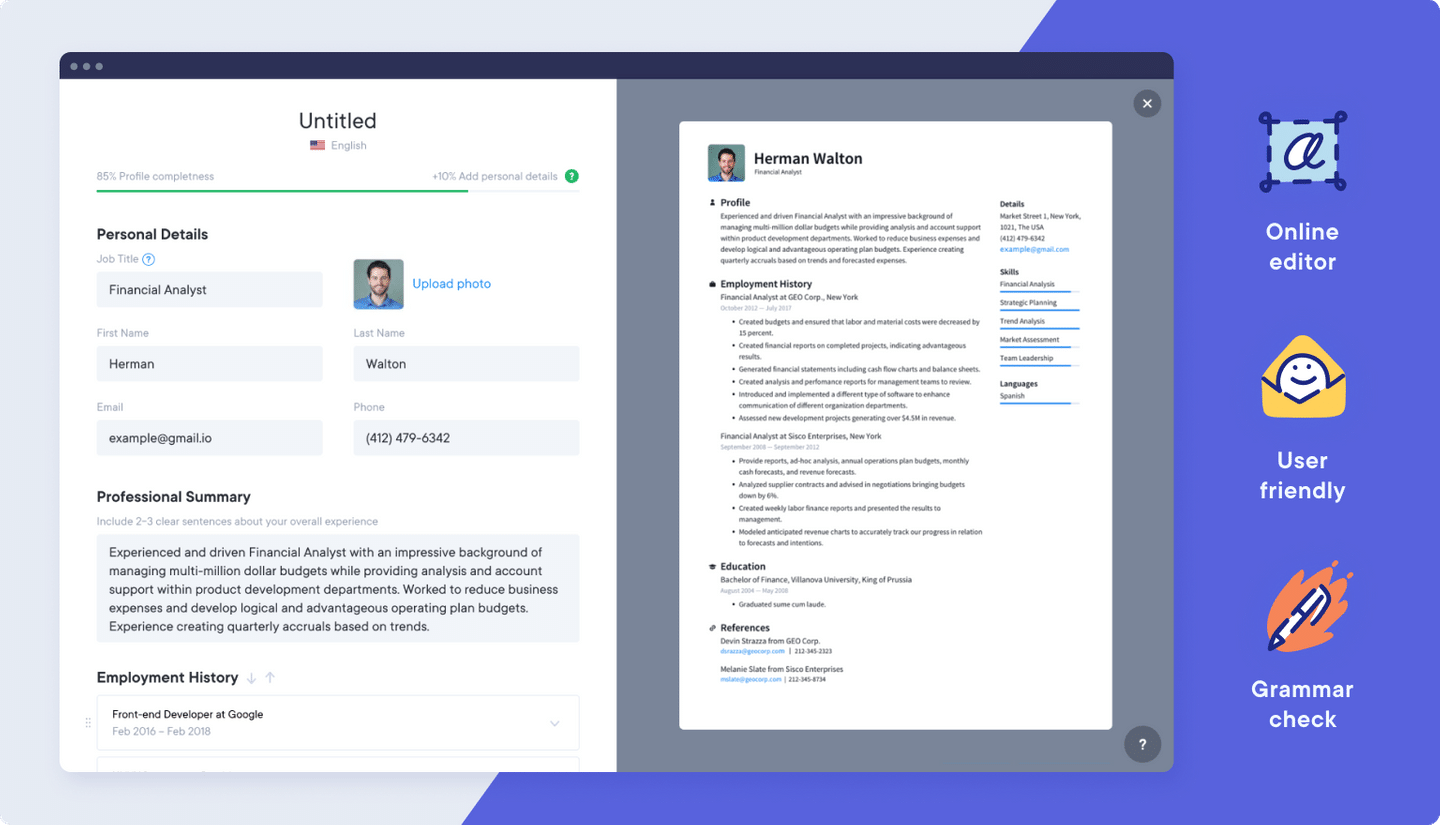 Untitled
English
85% Profile completness
+10% Add personal details ?
Personal Details
Job Title ?
Financial Analyst
Upload photo
First Name
Last Name
Herman
Walton
Email
Phone
example@gmail.io
(412) 479-6342
Professional Summary
Include 2-3 clear sentences about your overall experience
Experienced and driven Financial Analyst with an impressive background of
managing multi-million dollar budgets while providing analysis and account
support within product development departments. Worked to reduce business
expenses and develop logical and advantageous operating plan budgets.
Experience creating quarterly accruals based on trends.
Employment History
Front-end Developer at Google
Feb 2016 – Feb 2018
Herman Walton
Financial Analyst
Profile
Experienced and driven Financial Analyst with an impressive background of
managing multi-million dollar budgets while providing analysis and account support
within product development departments. Worked to reduce business expenses and
develop logical and advantageous operating plan budgets. Experience creating
quarterly accruals based on trends and forecasted expenses.
Employment History
Financial Analyst at GEO Corp., New York
October 2012 — July 2017
• Created budgets and ensured that labor and material costs were decreased by
15 percent.
• Created financial reports on completed projects, indicating advantageous
results.
• Generated financial statements including cash flow charts and balance sheets.
• Created analysis and perfomance reports for management teams to review.
• Introduced and implemented a different type of software to enhance
communication of different organization departments.
• Assessed new development projects generating over $4.5M in revenue.
Financial Analyst at Sisco Enterprises, New York
September 2008 — September 2012
• Provide reports, ad-hoc analysis, annual operations plan budgets, monthly
cash forecasts, and revenue forecasts.
• Analyzed supplier contracts and advised in negotiations bringing budgets
down by 6%.
• Created weekly labor finance reports and presented the results to
management.
• Modeled anticipated revenue charts to accurately track our progress in relation
to forecasts and intentions.
Education
Bachelor of Finance, Villanova University, King of Prussia
August 2004 — May 2008
• Graduated sume cum laude.
References
Devin Strazza from GEO Corp.
dsrazza@geocorp.com | 212-345-2323
Melanie Slate from Sisco Enterprises
mslate@geocorp.com | 212-345-8734
Details
Market Street 1, New York,
1021, The USA
(412) 479-6342
example@gmail.com
Skills
Financial Analysis
Strategic Planning
Trend Analysis
Market Assessment
Team Leadership
Languages
Spanish
?
a
Online
editor
User
friendly
Grammar
check